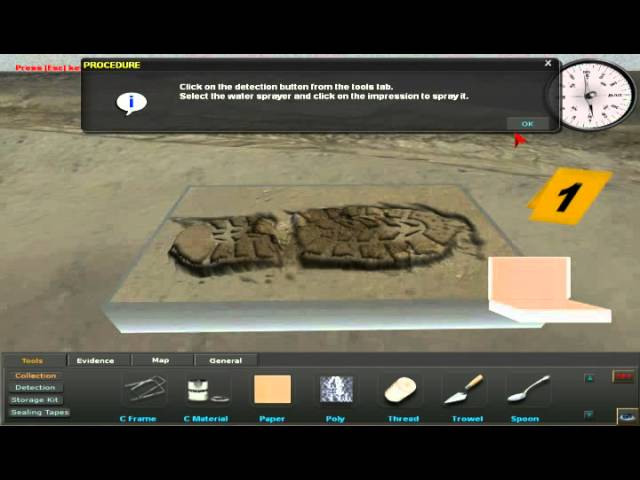 Press [Esc] ke
PROCEDURE
X
Click on the detection button from the tools tab.
Select the water sprayer and click on the impression to spray it.
OK
1
Tools
Evidence
Map
General
Collection
Detection
Storage Kit
Sealing Tapes
C Frame
C Material
Paper
Poly
Thread
Trowel
Spoon